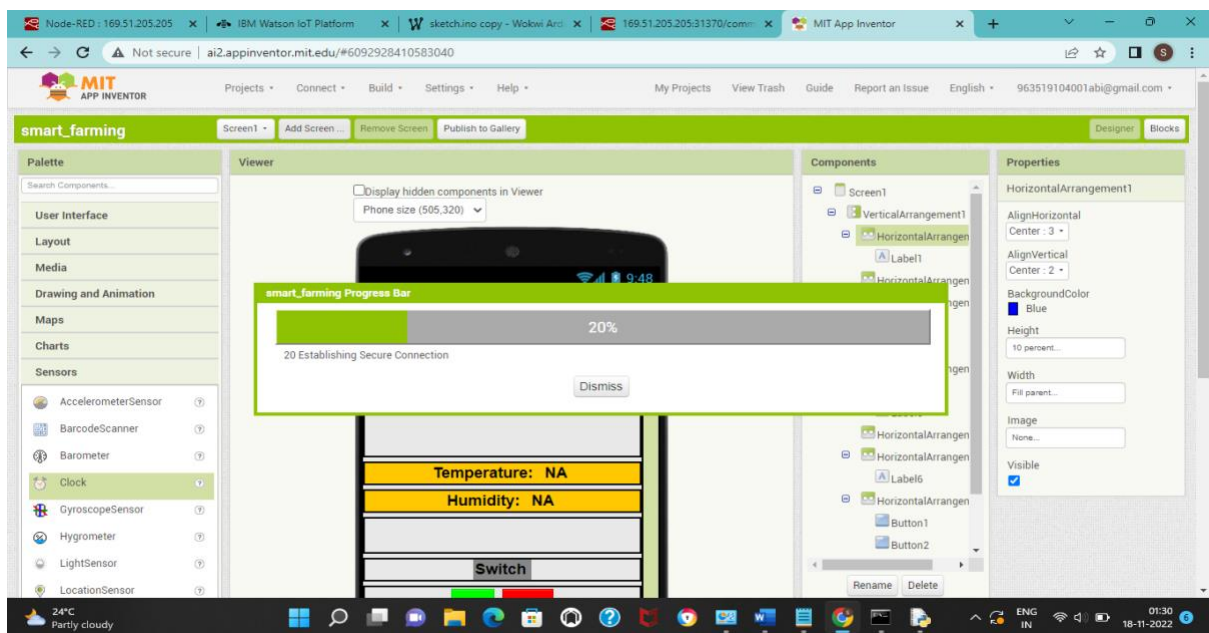 Node-RED : 169.51.205.205
IBM Watson IoT Platform
sketch.ino copy - Wokwi Ard
169.51.205.205:31370/comm
MIT App Inventor
Not secure | ai2.appinventor.mit.edu/#6092928410583040
S
MIT
APP INVENTOR
Projects
Connect
Build
Settings
Help
My Projects
View Trash
Guide
Report an Issue
English
963519104001abi@gmail.com
smart_farming
Screen1
Add Screen ...
Remove Screen
Publish to Gallery
Designer
Blocks
Palette
Search Components...
User Interface
Layout
Media
Drawing and Animation
Maps
Charts
Sensors
AccelerometerSensor
BarcodeScanner
Barometer
Clock
GyroscopeSensor
Hygrometer
LightSensor
LocationSensor
Viewer
Display hidden components in Viewer
Phone size (505,320)
9:48
smart_farming Progress Bar
20%
20 Establishing Secure Connection
Dismiss
Temperature: NA
Humidity: NA
Switch
Components
Screen1
VerticalArrangement1
HorizontalArrangen
Label1
HorizontalArrangen
ngen
ngen
HorizontalArrangen
HorizontalArrangen
Label6
HorizontalArrangen
Button1
Button2
Rename
Delete
Properties
HorizontalArrangement1
AlignHorizontal
Center : 3
AlignVertical
Center : 2
BackgroundColor
Blue
Height
10 percent...
Width
Fill parent...
Image
None...
Visible
24°C
Partly cloudy
ENG
IN
01:30
18-11-2022
6